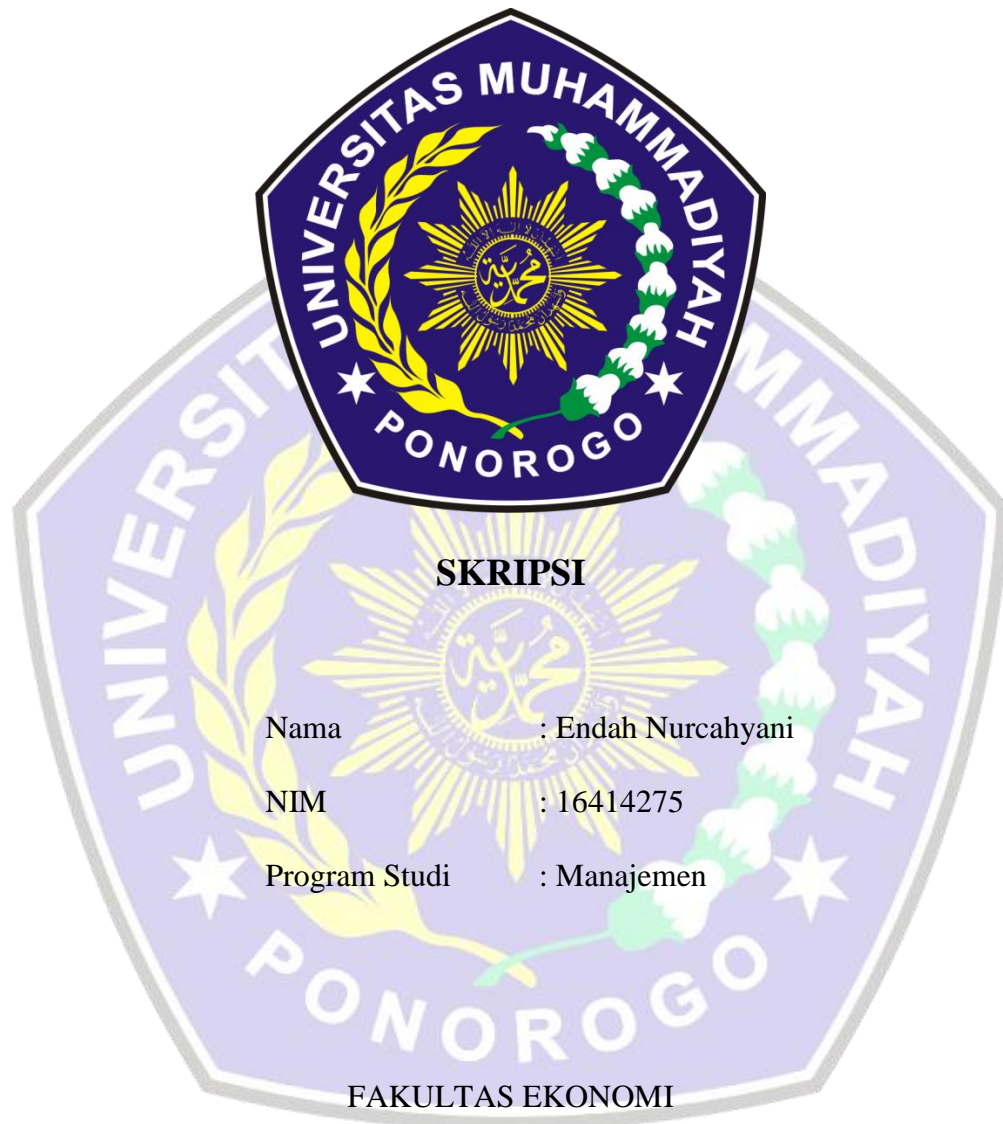 UNIVERSITAS MUHAMMADIYAH
PONOROGO
SKRIPSI
Nama : Endah Nurcahyani
NIM : 16414275
Program Studi : Manajemen
FAKULTAS EKONOMI